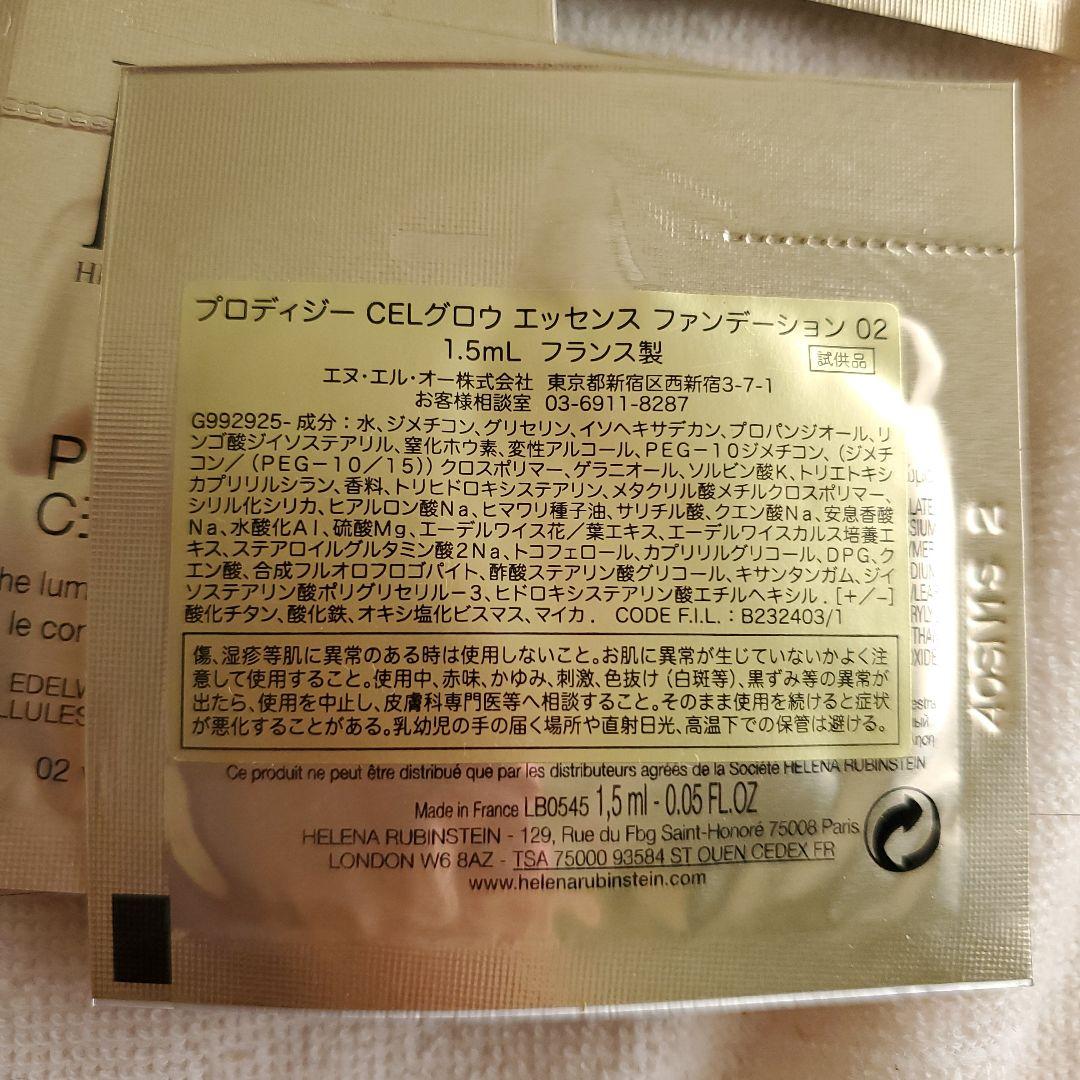 プロディジー CELグロウ エッセンス ファンデーション 02
1.5mL フランス製
試供品
エヌ・エル・オー株式会社 東京都新宿区西新宿3-7-1
お客様相談室 03-6911-8287
G992925- 成分：水、ジメチコン、グリセリン、イソヘキサデカン、プロパンジオール、リ
ンゴ酸ジイソステアリル、窒化ホウ素、変性アルコール、PEG－10ジメチコン、（ジメチ
コン／（PEG－10／15））クロスポリマー、ゲラニオール、ソルビン酸K、トリエトキシ
カプリリルシラン、香料、トリヒドロキシステアリン、メタクリル酸メチルクロスポリマー、
シリル化シリカ、ヒアルロン酸Na、ヒマワリ種子油、サリチル酸、クエン酸Na、安息香酸
Na、水酸化Al、硫酸Mg、エーデルワイス花／葉エキス、エーデルワイスカルス培養エ
キス、ステアロイルグルタミン酸2Na、トコフェロール、カプリリルグリコール、DPG、ク
エン酸、合成フルオロフロゴパイト、酢酸ステアリン酸グリコール、キサンタンガム、ジイ
ソステアリン酸ポリグリセリル－3、ヒドロキシステアリン酸エチルヘキシル．[＋／－]
酸化チタン、酸化鉄、オキシ塩化ビスマス、マイカ． CODE F.I.L.：B232403/1
傷、湿疹等肌に異常のある時は使用しないこと。お肌に異常が生じていないかよく注
意して使用すること。使用中、赤味、かゆみ、刺激、色抜け（白斑等）、黒ずみ等の異常が
出たら、使用を中止し、皮膚科専門医等へ相談すること。そのまま使用を続けると症状
が悪化することがある。乳幼児の手の届く場所や直射日光、高温下での保管は避ける。
Ce produit ne peut être distribué que par les distributeurs agréés de la Société HELENA RUBINSTEIN
Made in France LB0545 1,5 ml - 0.05 FL.OZ
HELENA RUBINSTEIN - 129, Rue du Fbg Saint-Honoré 75008 Paris
LONDON W6 8AZ - TSA 75000 93584 ST OUEN CEDEX FR
www.helenarubinstein.com
40SU1S 2
02